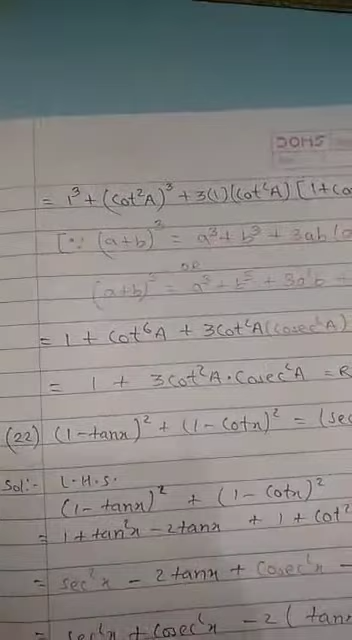 DOMS
= 1³ + (Cot²A)³ + 3(1)(Cot²A) [1+Co
[∵ (a+b)³ = a³ + b³ + 3ab(a
OR
(a+b)³ = a³ + b³ + 3a²b +
= 1 + Cot⁶A + 3Cot²A(Cosec²A)
= 1 + 3Cot²A.Cosec²A = R
(22) (1-tanx)² + (1-Cotx)² = (sec
Sol:- L.H.S.
(1-tanx)² + (1-Cotx)²
= 1+tan²x - 2tanx + 1 + Cot²
= sec²x - 2tanx + Cosec²x -
= sec²x + Cosec²x - 2(tan